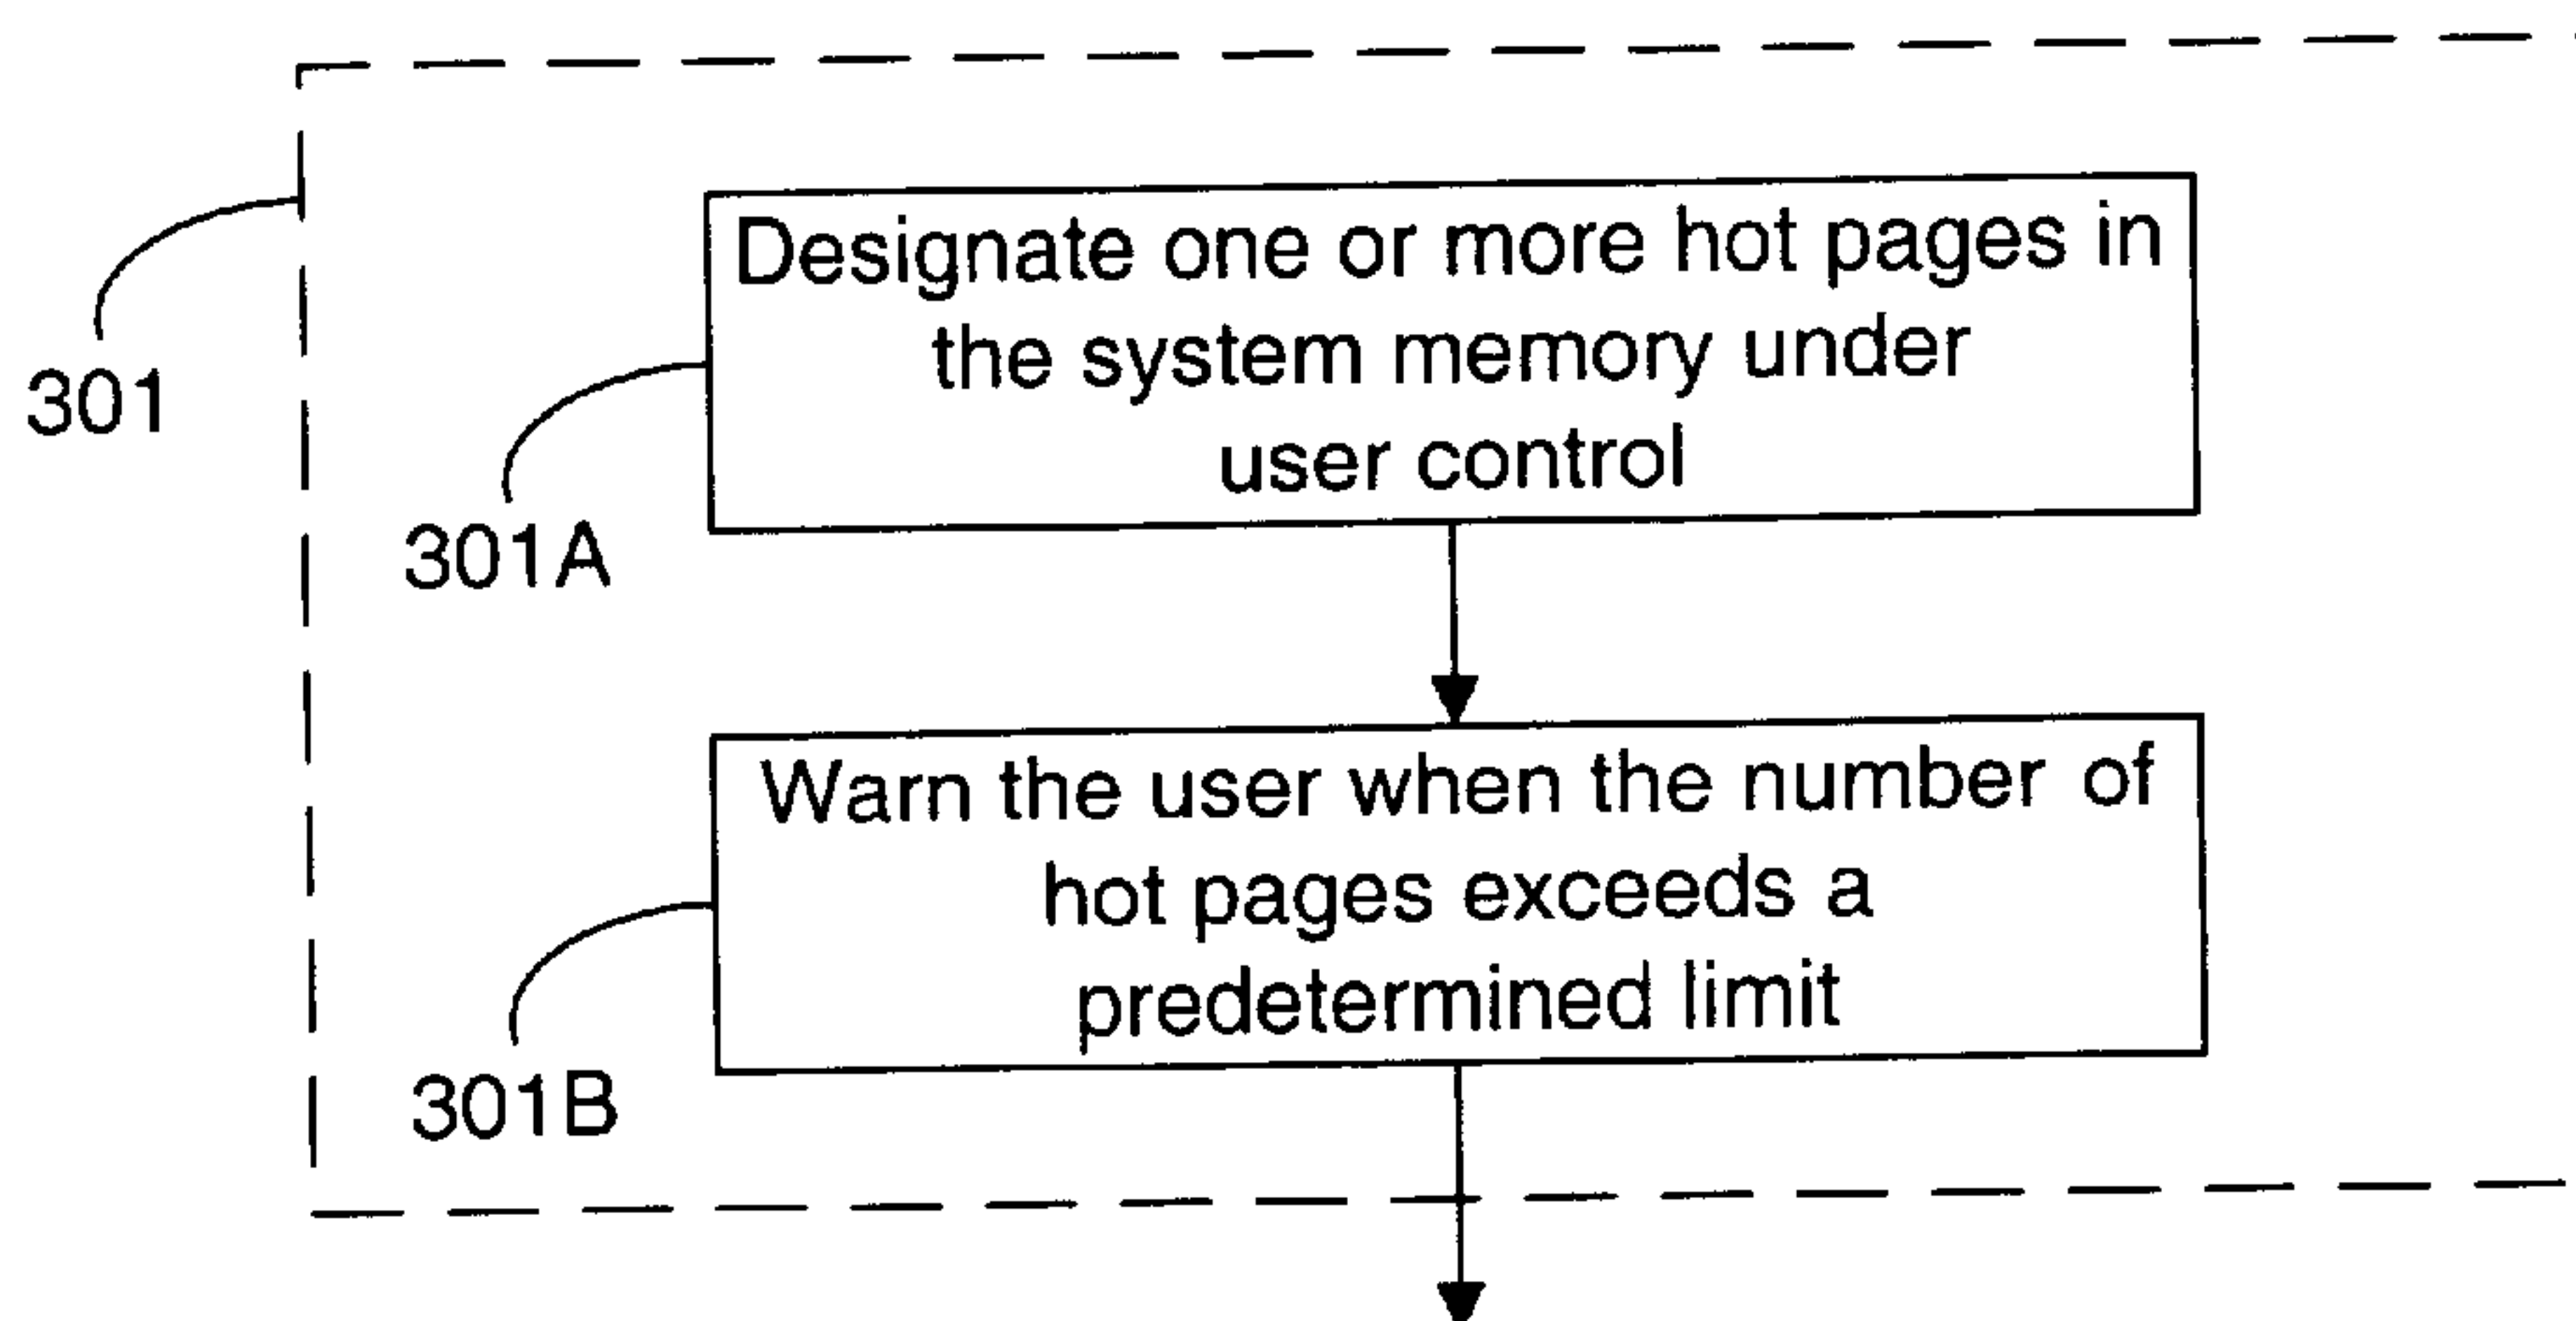 Designate one or more hot pages in
the system memory under
user control
301
301A
Warn the user when the number of
hot pages exceeds a
predetermined limit
301B